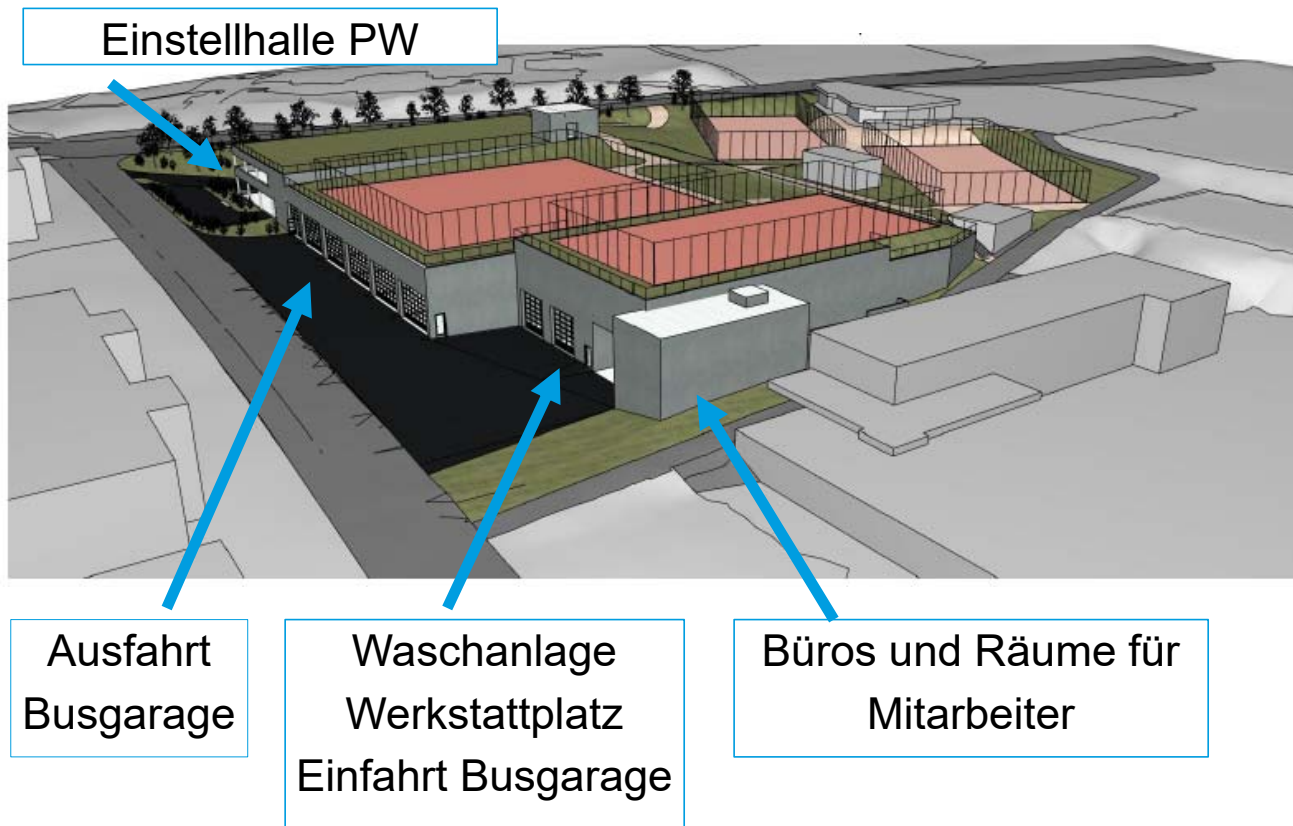 Einstellhalle PW
Ausfahrt
Busgarage
Waschanlage
Werkstattplatz
Einfahrt Busgarage
Büros und Räume für
Mitarbeiter